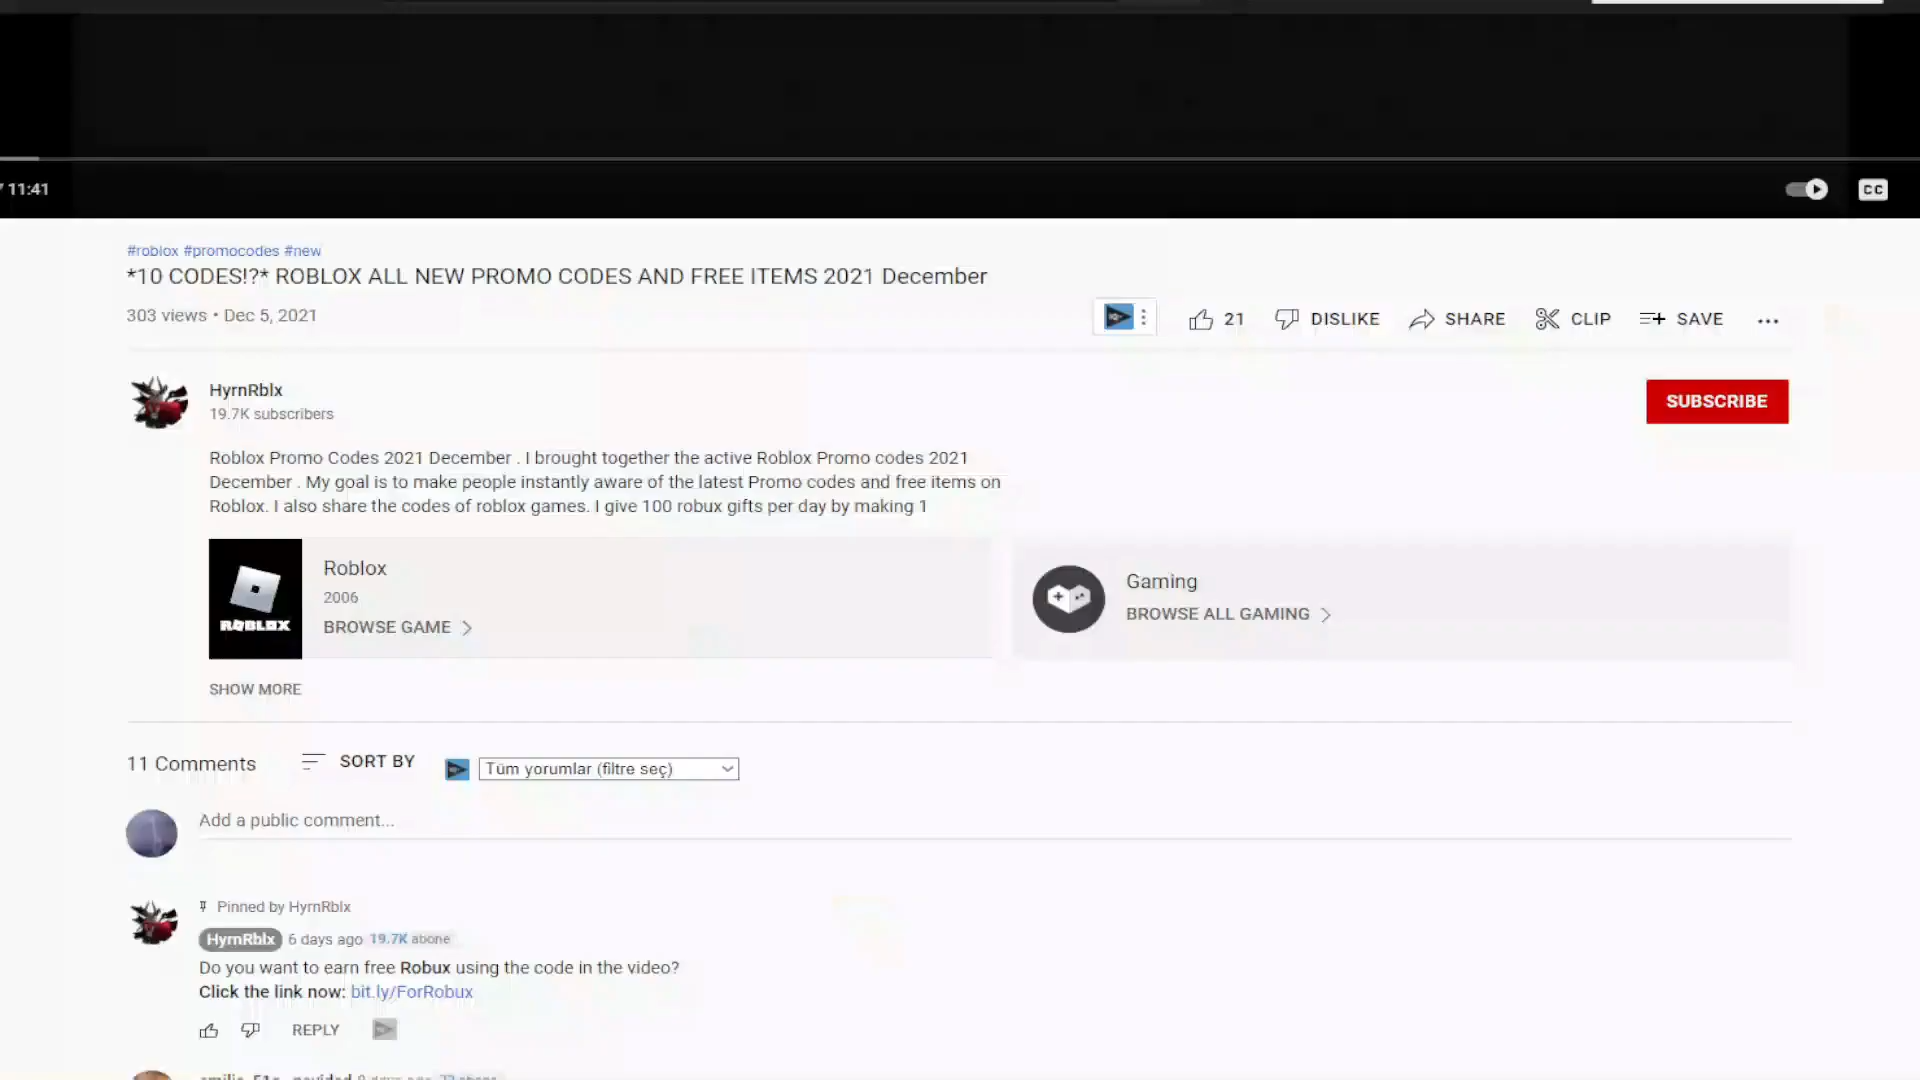 11:41
CC
#roblox #promocodes #new
*10 CODES!?* ROBLOX ALL NEW PROMO CODES AND FREE ITEMS 2021 December
303 views • Dec 5, 2021
21 DISLIKE SHARE CLIP SAVE
HyrnRblx
19.7K subscribers
SUBSCRIBE
Roblox Promo Codes 2021 December . I brought together the active Roblox Promo codes 2021
December . My goal is to make people instantly aware of the latest Promo codes and free items on
Roblox. I also share the codes of roblox games. I give 100 robux gifts per day by making 1
ROBLOX
Roblox
2006
BROWSE GAME
Gaming
BROWSE ALL GAMING
SHOW MORE
11 Comments SORT BY Tüm yorumlar (filtre seç)
Add a public comment...
Pinned by HyrnRblx
HyrnRblx 6 days ago 19.7K abone
Do you want to earn free Robux using the code in the video?
Click the link now: bit.ly/ForRobux
REPLY